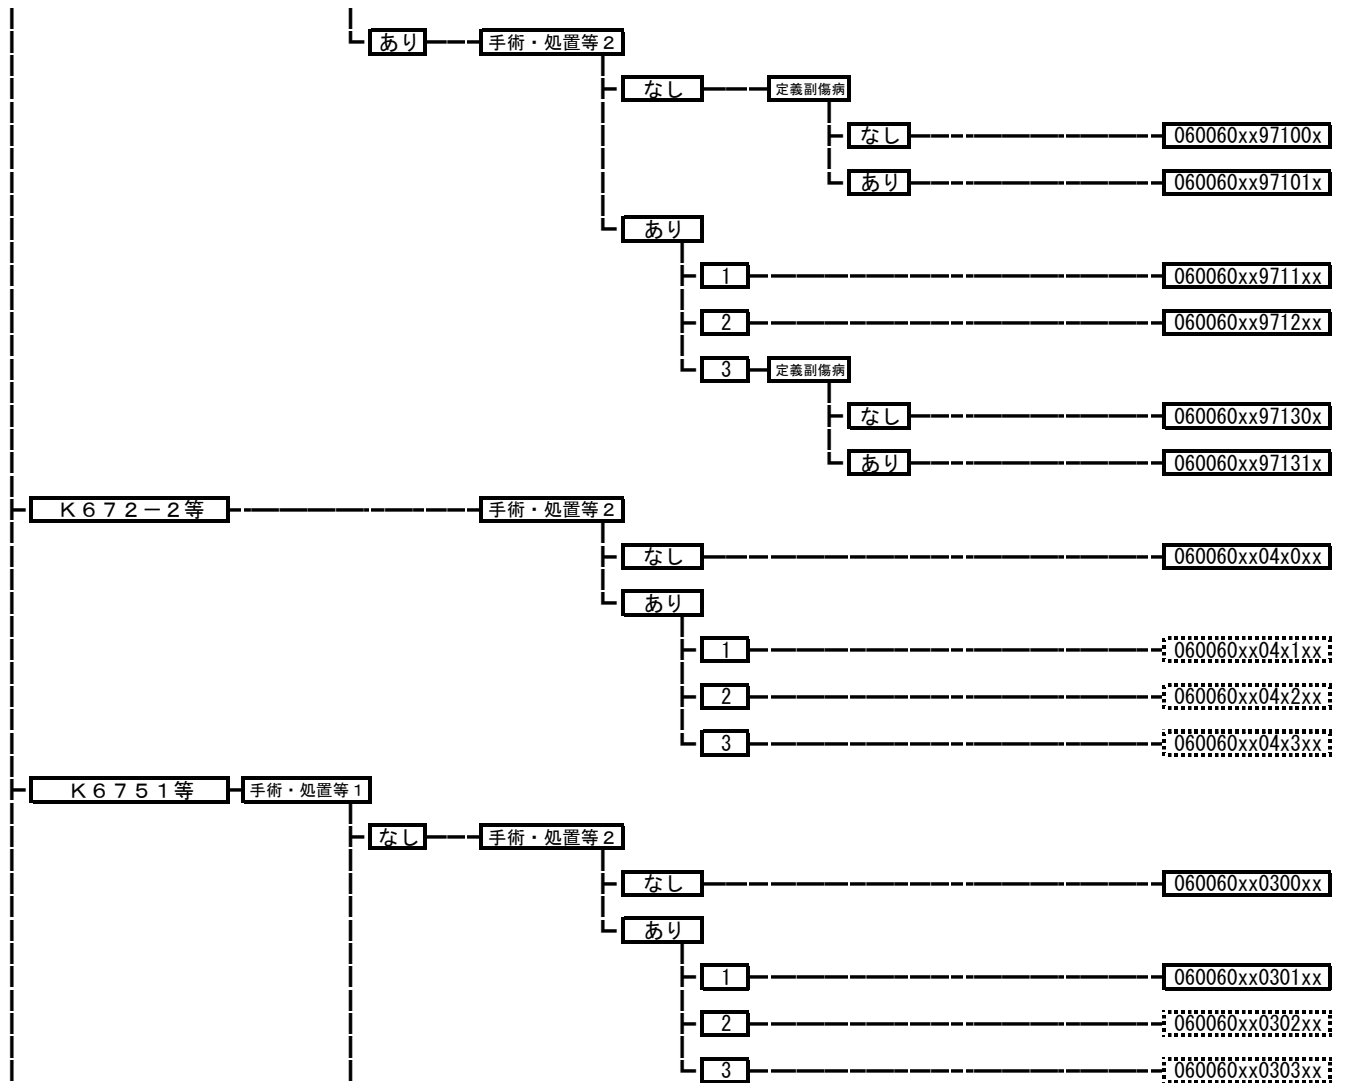 あり 手術・処置等2
なし 定義副傷病
なし 060060xx97100x
あり 060060xx97101x
あり
1 060060xx9711xx
2 060060xx9712xx
3 定義副傷病
なし 060060xx97130x
あり 060060xx97131x
K672-2等 手術・処置等2
なし 060060xx04x0xx
あり
1 060060xx04x1xx
2 060060xx04x2xx
3 060060xx04x3xx
K6751等 手術・処置等1
なし 手術・処置等2
なし 060060xx0300xx
あり
1 060060xx0301xx
2 060060xx0302xx
3 060060xx0303xx